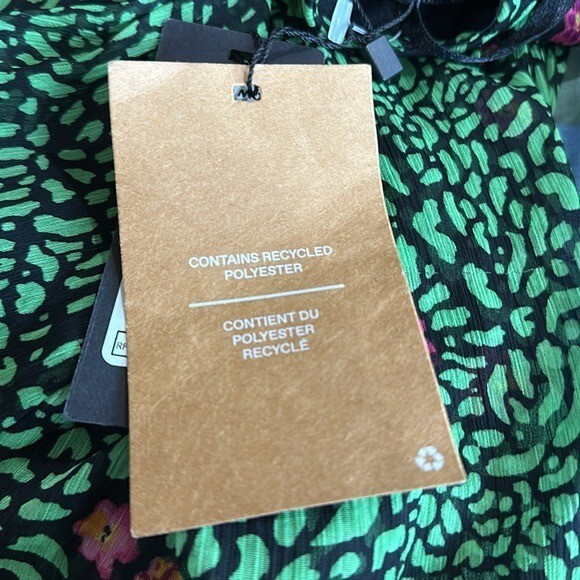 CONTAINS RECYCLED
POLYESTER
CONTIENT DU
POLYESTER
RECYCLÉ